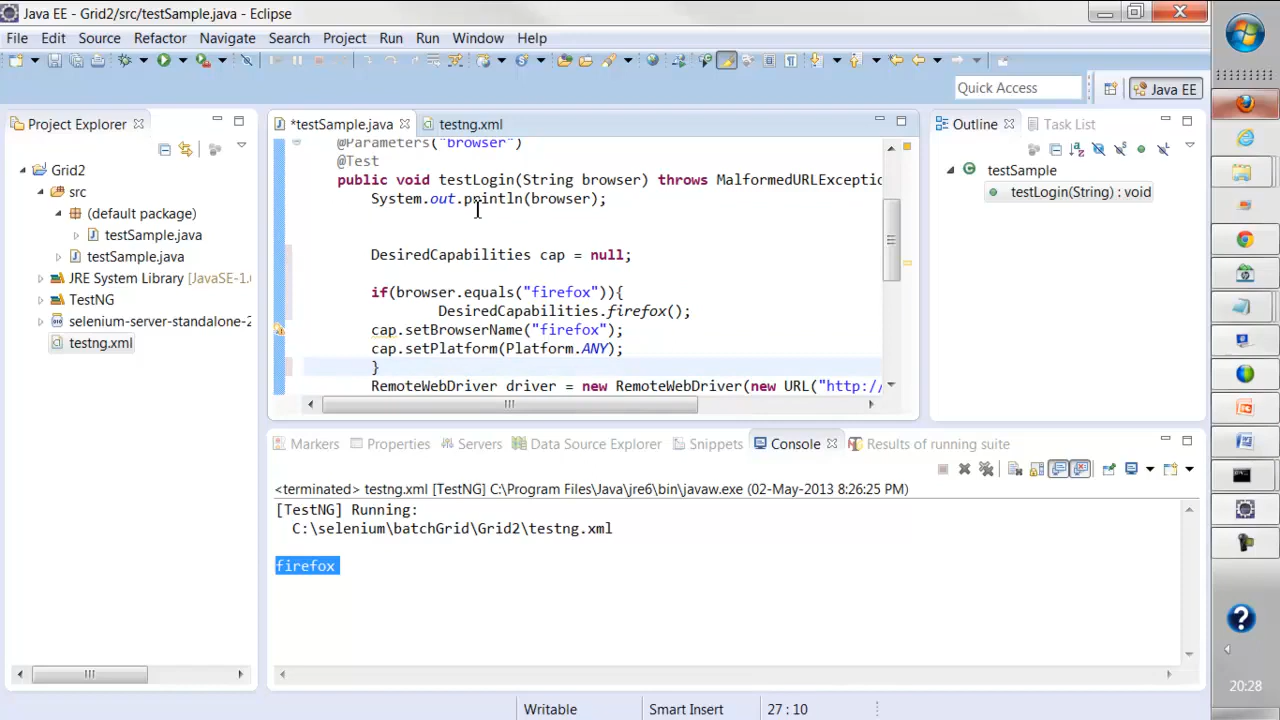 Java EE - Grid2/src/testSample.java - Eclipse
File Edit Source Refactor Navigate Search Project Run Run Window Help
Quick Access
Java EE
Project Explorer
*testSample.java
testng.xml
Outline
Task List
Grid2
src
(default package)
testSample.java
testSample.java
JRE System Library [JavaSE-1.
TestNG
selenium-server-standalone-2
testng.xml
@Parameters("browser")
@Test
public void testLogin(String browser) throws MalformedURLExceptio
System.out.println(browser);
DesiredCapabilities cap = null;
if(browser.equals("firefox")){
DesiredCapabilities.firefox();
cap.setBrowserName("firefox");
cap.setPlatform(Platform.ANY);
}
RemoteWebDriver driver = new RemoteWebDriver(new URL("http://
testSample
testLogin(String) : void
Markers Properties Servers Data Source Explorer Snippets Console Results of running suite
<terminated> testng.xml [TestNG] C:\Program Files\Java\jre6\bin\javaw.exe (02-May-2013 8:26:25 PM)
[TestNG] Running:
C:\selenium\batchGrid\Grid2\testng.xml
firefox
Writable
Smart Insert
27 : 10
20:28